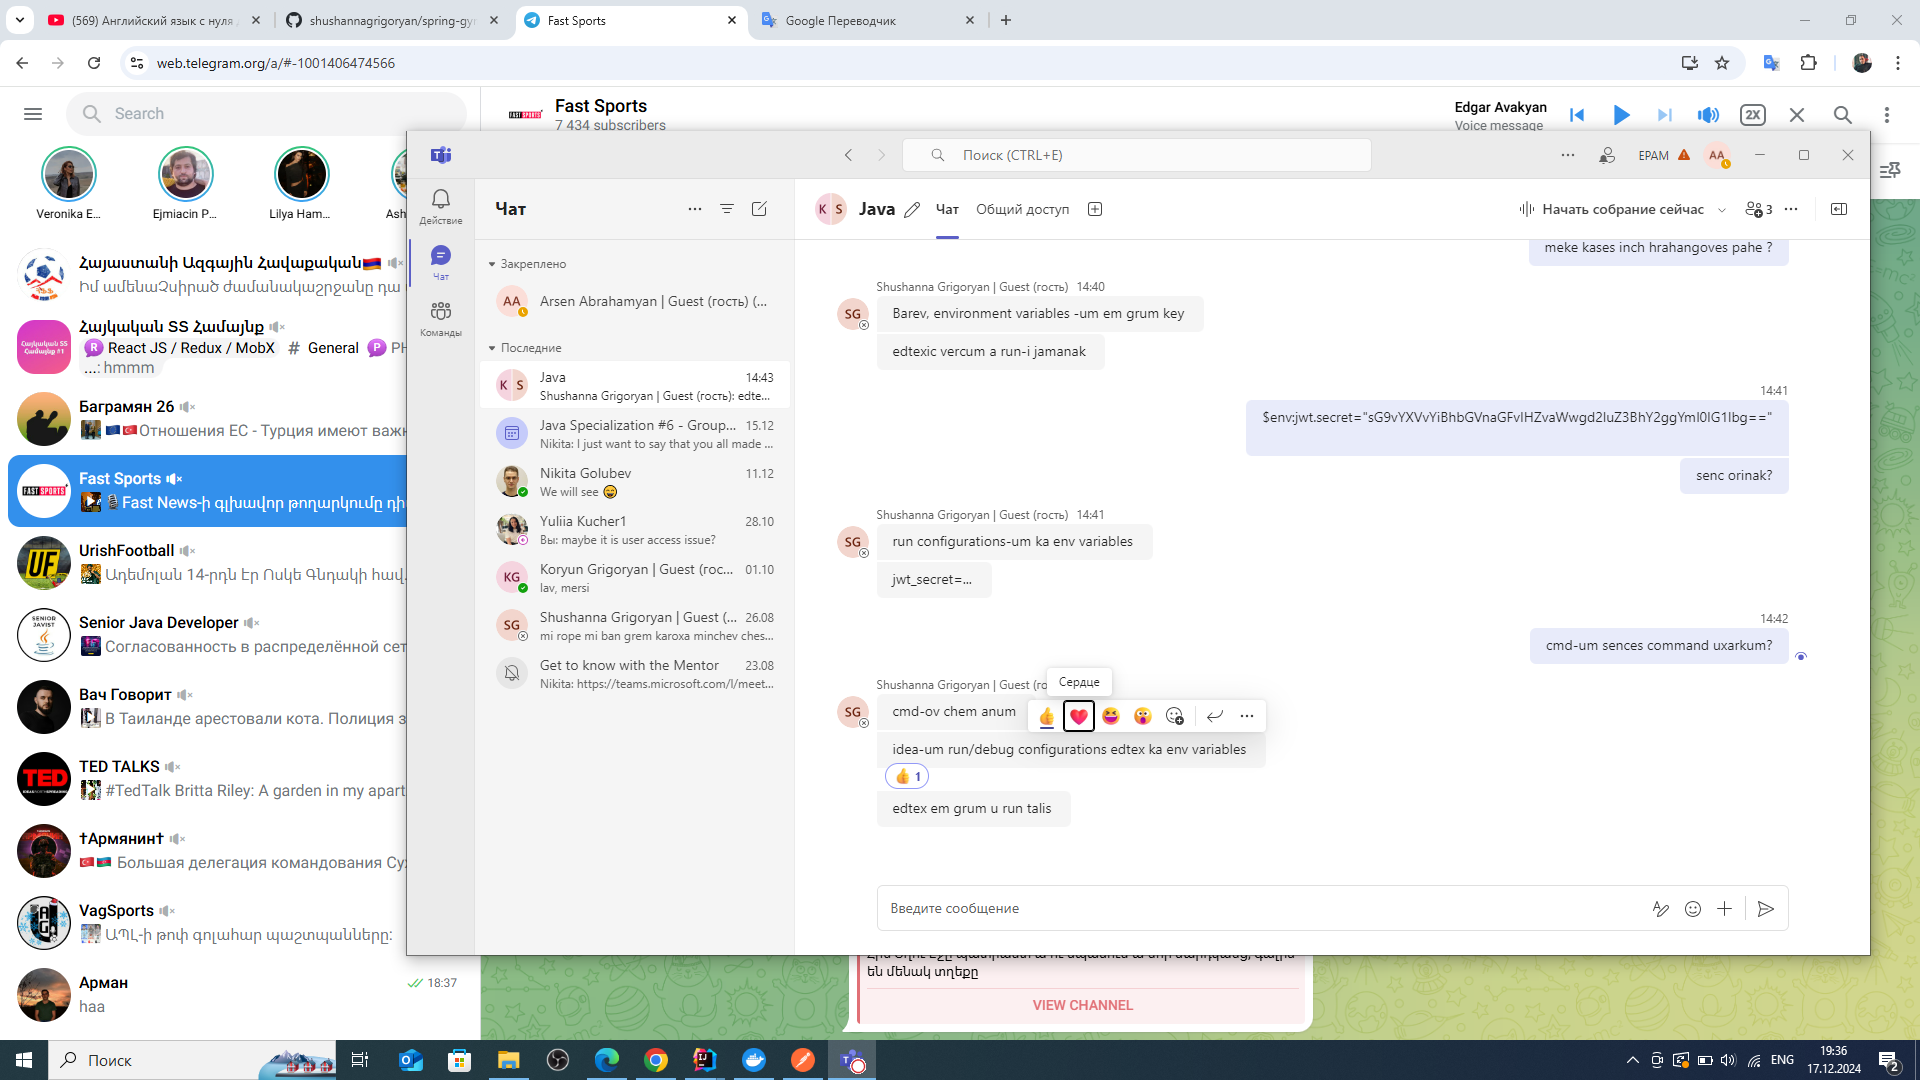 (569) Английский язык с нуля
shushannagrigoryan/spring-gy
Fast Sports
Google Переводчик
web.telegram.org/a/#-1001406474566
Search
Fast Sports
7 434 subscribers
Edgar Avakyan
Voice message
2X
Veronika E...
Ejmiacin P...
Lilya Ham...
Ash
Հայաստանի Ազգային Հավաքական🇦🇲
Իմ ամենաՉսիրած ժամանակաշրջանը դա
Հայկական SS Համայնք
React JS / Redux / MobX # General PH
...: hmmm
Баграмян 26
🇪🇺🇹🇷Отношения ЕС - Турция имеют важн
Fast Sports
🎙Fast News-ի գլխավոր թողարկումը դի
UrishFootball
Ադեմոլան 14-րդն էր Ոսկե Գնդակի հավ...
Senior Java Developer
Согласованность в распределённой сет
Вач Говорит
В Таиланде арестовали кота. Полиция з
TED TALKS
#TedTalk Britta Riley: A garden in my apart
†Армянин†
🇹🇷🇦🇿 Большая делегация командования Су
VagSports
ԱՊԼ-ի թոփ գոլահար պաշտպանները:
Арман
18:37
haa
Поиск (CTRL+E)
EPAM
AA
Действие
Чат
Команды
Чат
Закреплено
AA
Arsen Abrahamyan | Guest (гость) (...
Последние
K S
Java
14:43
Shushanna Grigoryan | Guest (гость): edte...
Java Specialization #6 - Group...
15.12
Nikita: I just want to say that you all made ...
Nikita Golubev
11.12
We will see 😄
Yuliia Kucher1
28.10
Вы: maybe it is user access issue?
KG
Koryun Grigoryan | Guest (гос...
01.10
lav, mersi
SG
Shushanna Grigoryan | Guest (...
26.08
mi rope mi ban grem karoxa minchev ches...
Get to know with the Mentor
23.08
Nikita: https://teams.microsoft.com/l/meet...
K S
Java
Чат
Общий доступ
Начать собрание сейчас
3
meke kases inch hrahangoves pahe ?
Shushanna Grigoryan | Guest (гость) 14:40
SG
Barev, environment variables -um em grum key
edtexic vercum a run-i jamanak
14:41
$env:jwt.secret="sG9vYXVvYiBhbGVnaGFvIHZvaWwgd2luZ3BhY2ggYml0IG1lbg=="
senc orinak?
Shushanna Grigoryan | Guest (гость) 14:41
SG
run configurations-um ka env variables
jwt_secret=...
14:42
cmd-um sences command uxarkum?
Shushanna Grigoryan | Guest (го
Сердце
SG
cmd-ov chem anum
idea-um run/debug configurations edtex ka env variables
👍 1
edtex em grum u run talis
Введите сообщение
են մենակ տղեքը
VIEW CHANNEL
Поиск
ENG
19:36
17.12.2024
2